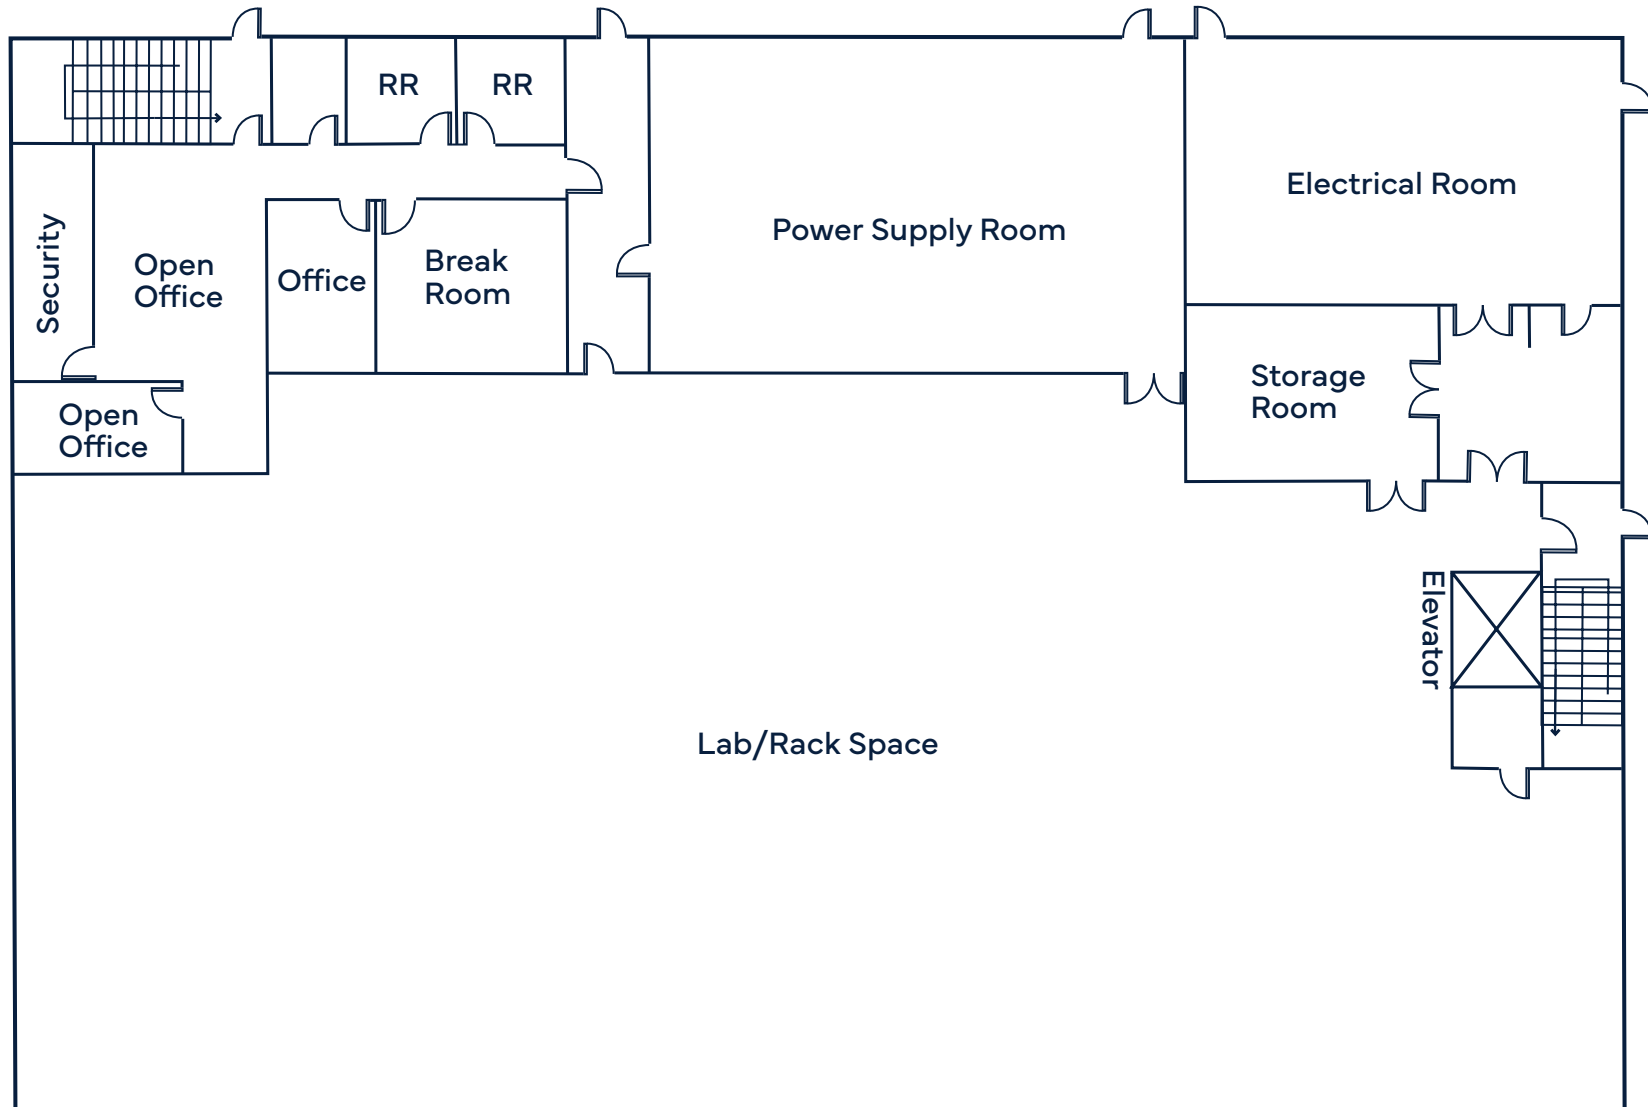 RR
RR
Electrical Room
Power Supply Room
Security
Open
Office
Office
Break
Room
Storage
Room
Open
Office
Elevator
Lab/Rack Space